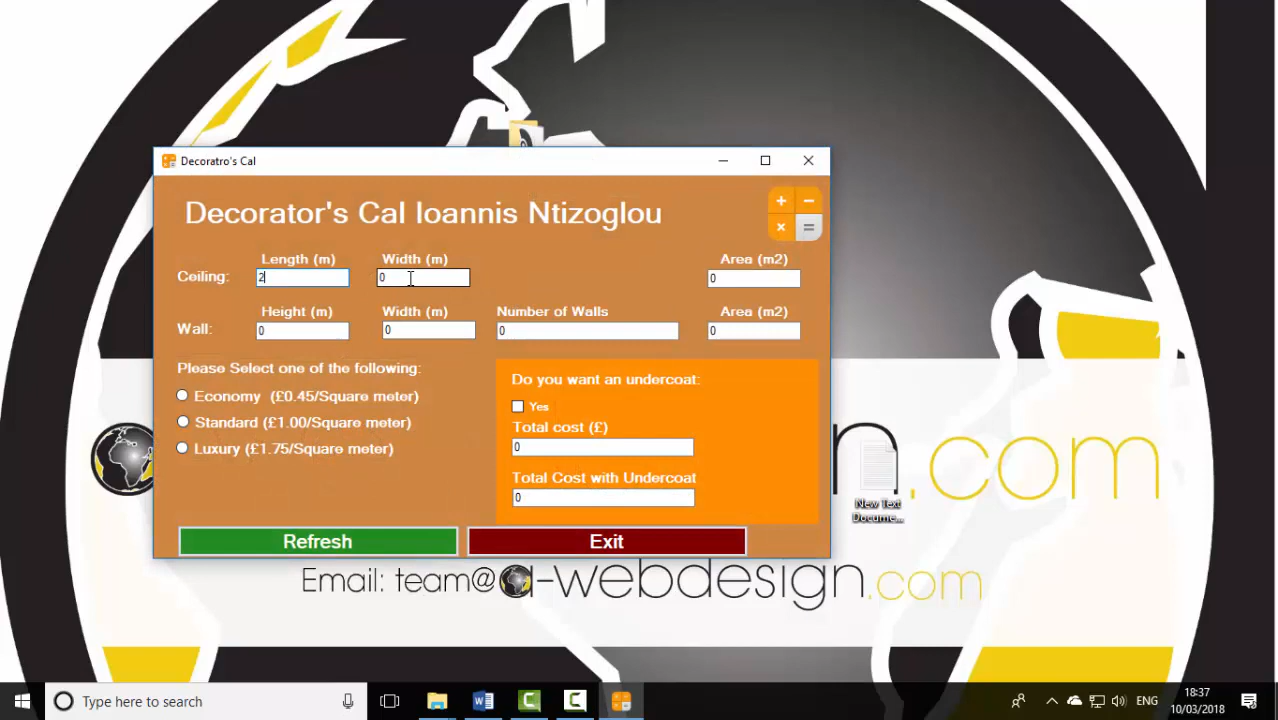 Decoratro's Cal
Decorator's Cal Ioannis Ntizoglou
+ −
× =
Length (m) Width (m) Area (m2)
Ceiling: 2 0 0
Height (m) Width (m) Number of Walls Area (m2)
Wall: 0 0 0 0
Please Select one of the following:
Economy (£0.45/Square meter)
Standard (£1.00/Square meter)
Luxury (£1.75/Square meter)
Do you want an undercoat:
Yes
Total cost (£)
0
Total Cost with Undercoat
0
Refresh Exit
n.com
New Text
Docume...
Email: team@a-webdesign.com
Type here to search
ENG
18:37
10/03/2018